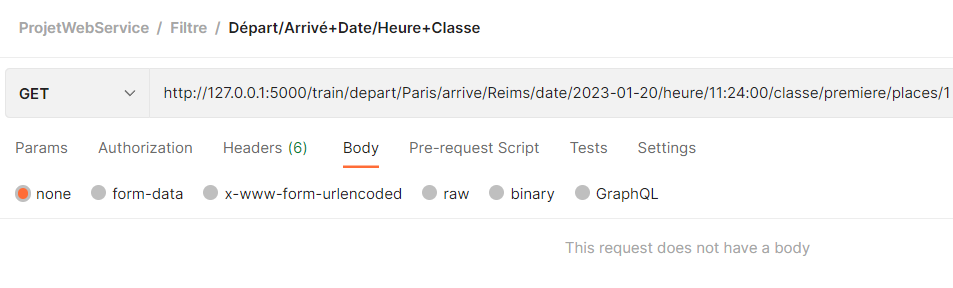 ProjetWebService / Filtre / Départ/Arrivé+Date/Heure+Classe
GET http://127.0.0.1:5000/train/depart/Paris/arrive/Reims/date/2023-01-20/heure/11:24:00/classe/premiere/places/1
Params Authorization Headers (6) Body Pre-request Script Tests Settings
none form-data x-www-form-urlencoded raw binary GraphQL
This request does not have a body